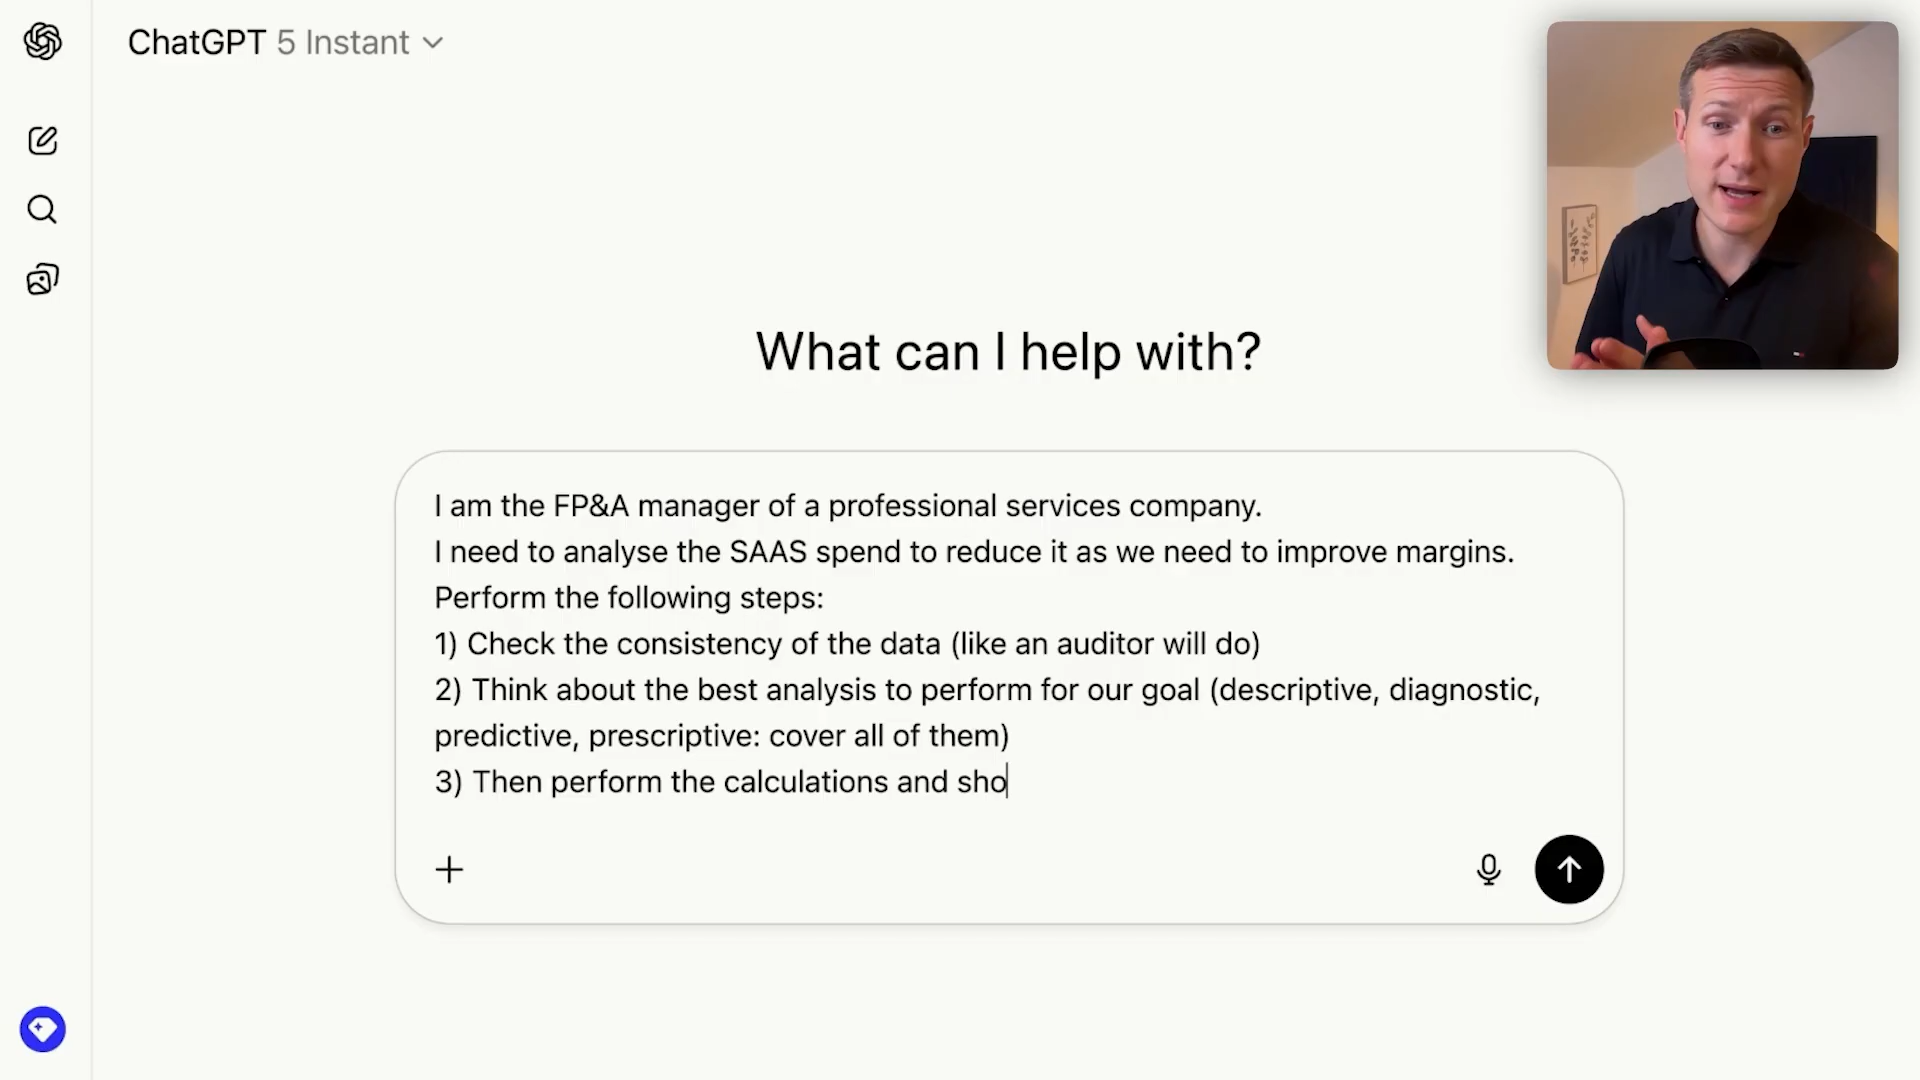 ChatGPT 5 Instant
What can I help with?
I am the FP&A manager of a professional services company.
I need to analyse the SAAS spend to reduce it as we need to improve margins.
Perform the following steps:
1) Check the consistency of the data (like an auditor will do)
2) Think about the best analysis to perform for our goal (descriptive, diagnostic,
predictive, prescriptive: cover all of them)
3) Then perform the calculations and sho